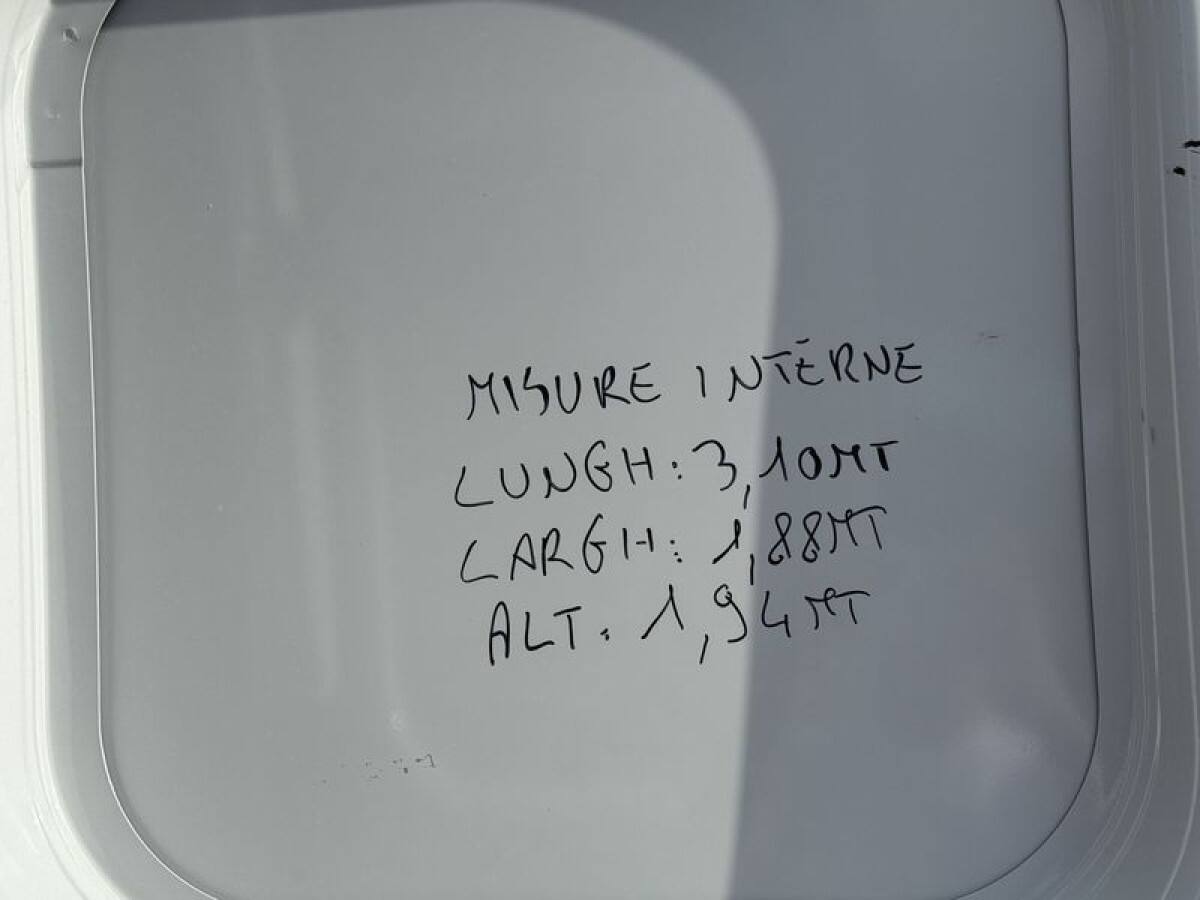 MISURE INTERNE
LUNGH: 3,10MT
LARGH: 1,88MT
ALT: 1,94MT